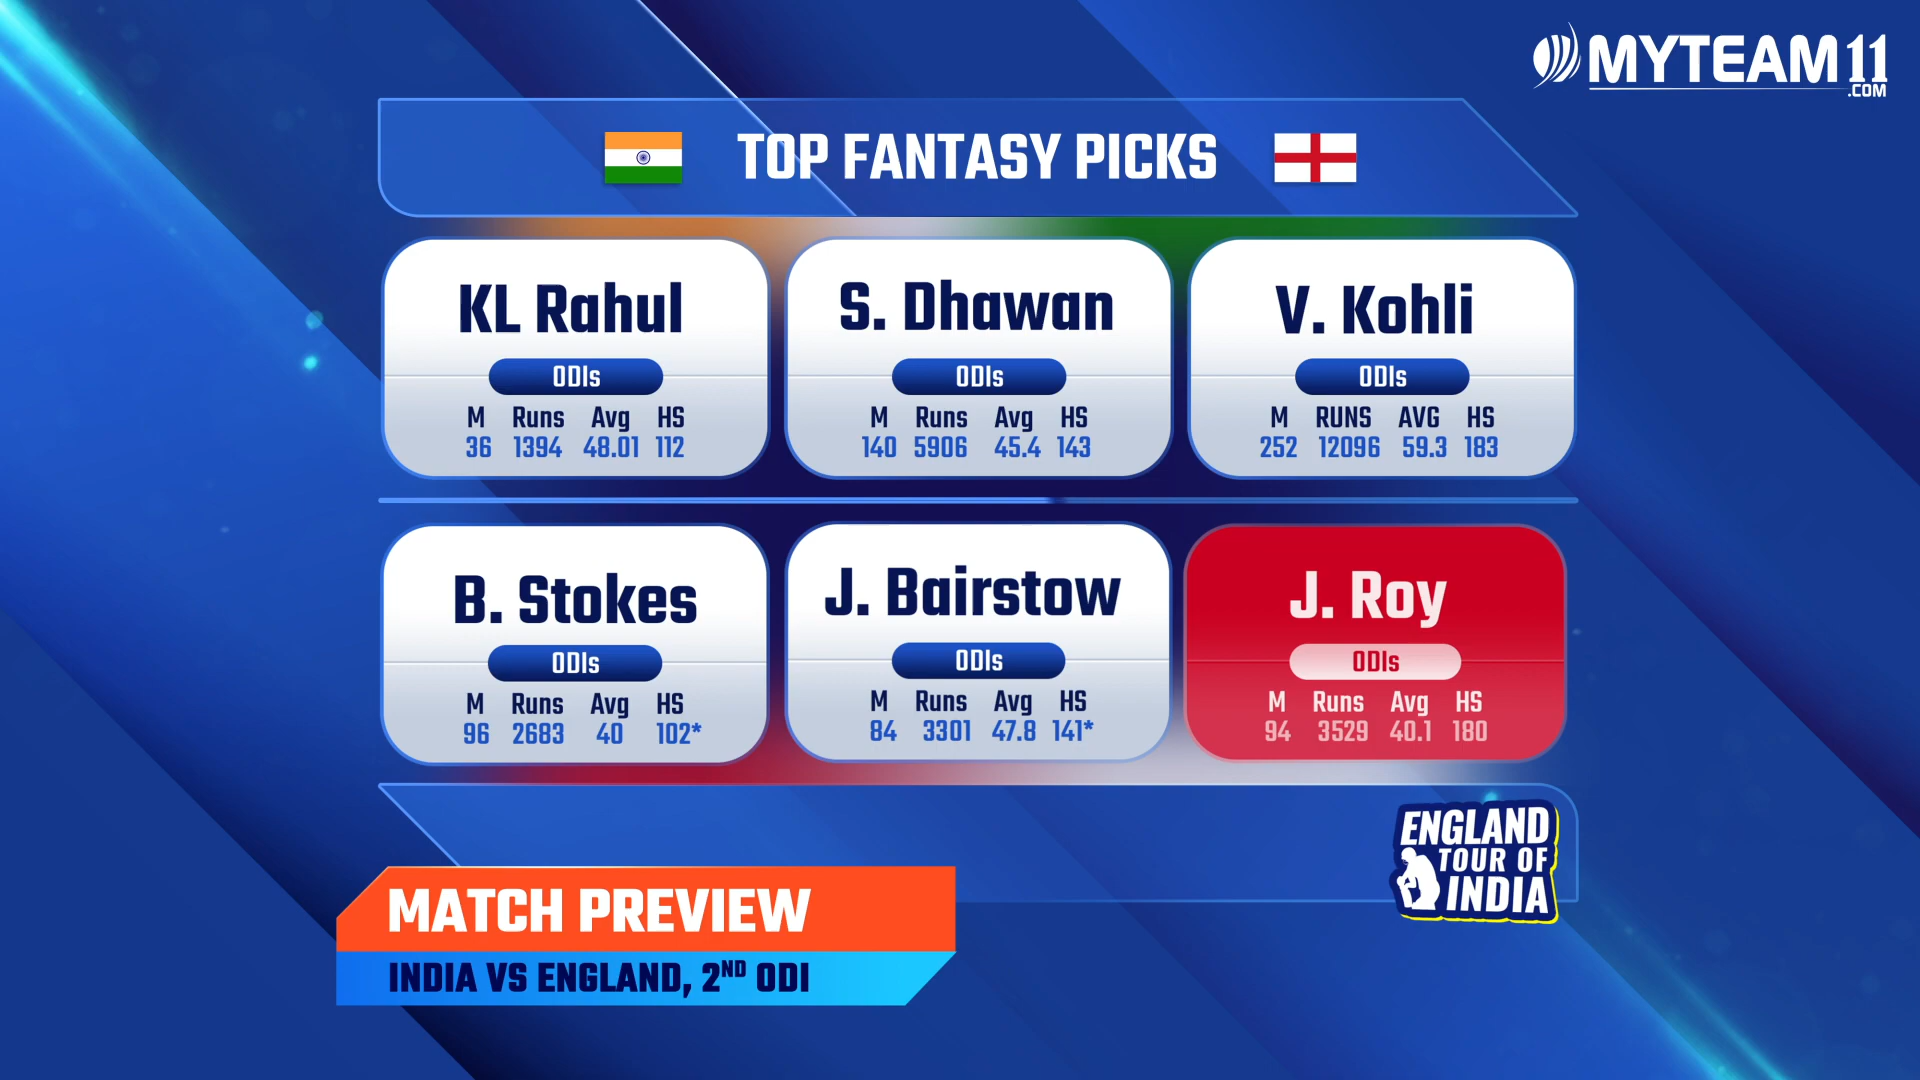 MYTEAM11
.COM
TOP FANTASY PICKS
KL Rahul
ODIs
M Runs Avg HS
36 1394 48.01 112
S. Dhawan
ODIs
M Runs Avg HS
140 5906 45.4 143
V. Kohli
ODIs
M RUNS AVG HS
252 12096 59.3 183
B. Stokes
ODIs
M Runs Avg HS
96 2683 40 102*
J. Bairstow
ODIs
M Runs Avg HS
84 3301 47.8 141*
J. Roy
ODIs
M Runs Avg HS
94 3529 40.1 180
ENGLAND
TOUR OF
INDIA
MATCH PREVIEW
INDIA VS ENGLAND, 2ND ODI